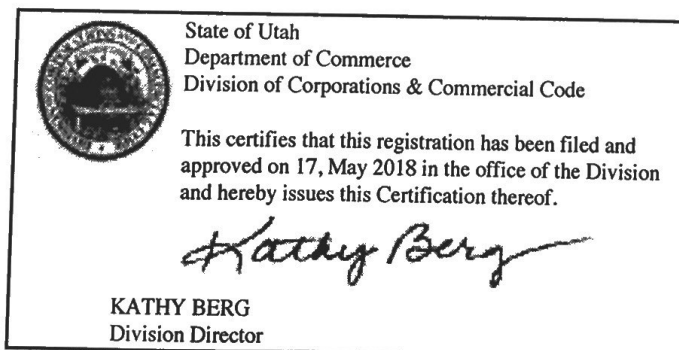 State of Utah
Department of Commerce
Division of Corporations & Commercial Code
This certifies that this registration has been filed and
approved on 17, May 2018 in the office of the Division
and hereby issues this Certification thereof.
Kathy Berg
KATHY BERG
Division Director